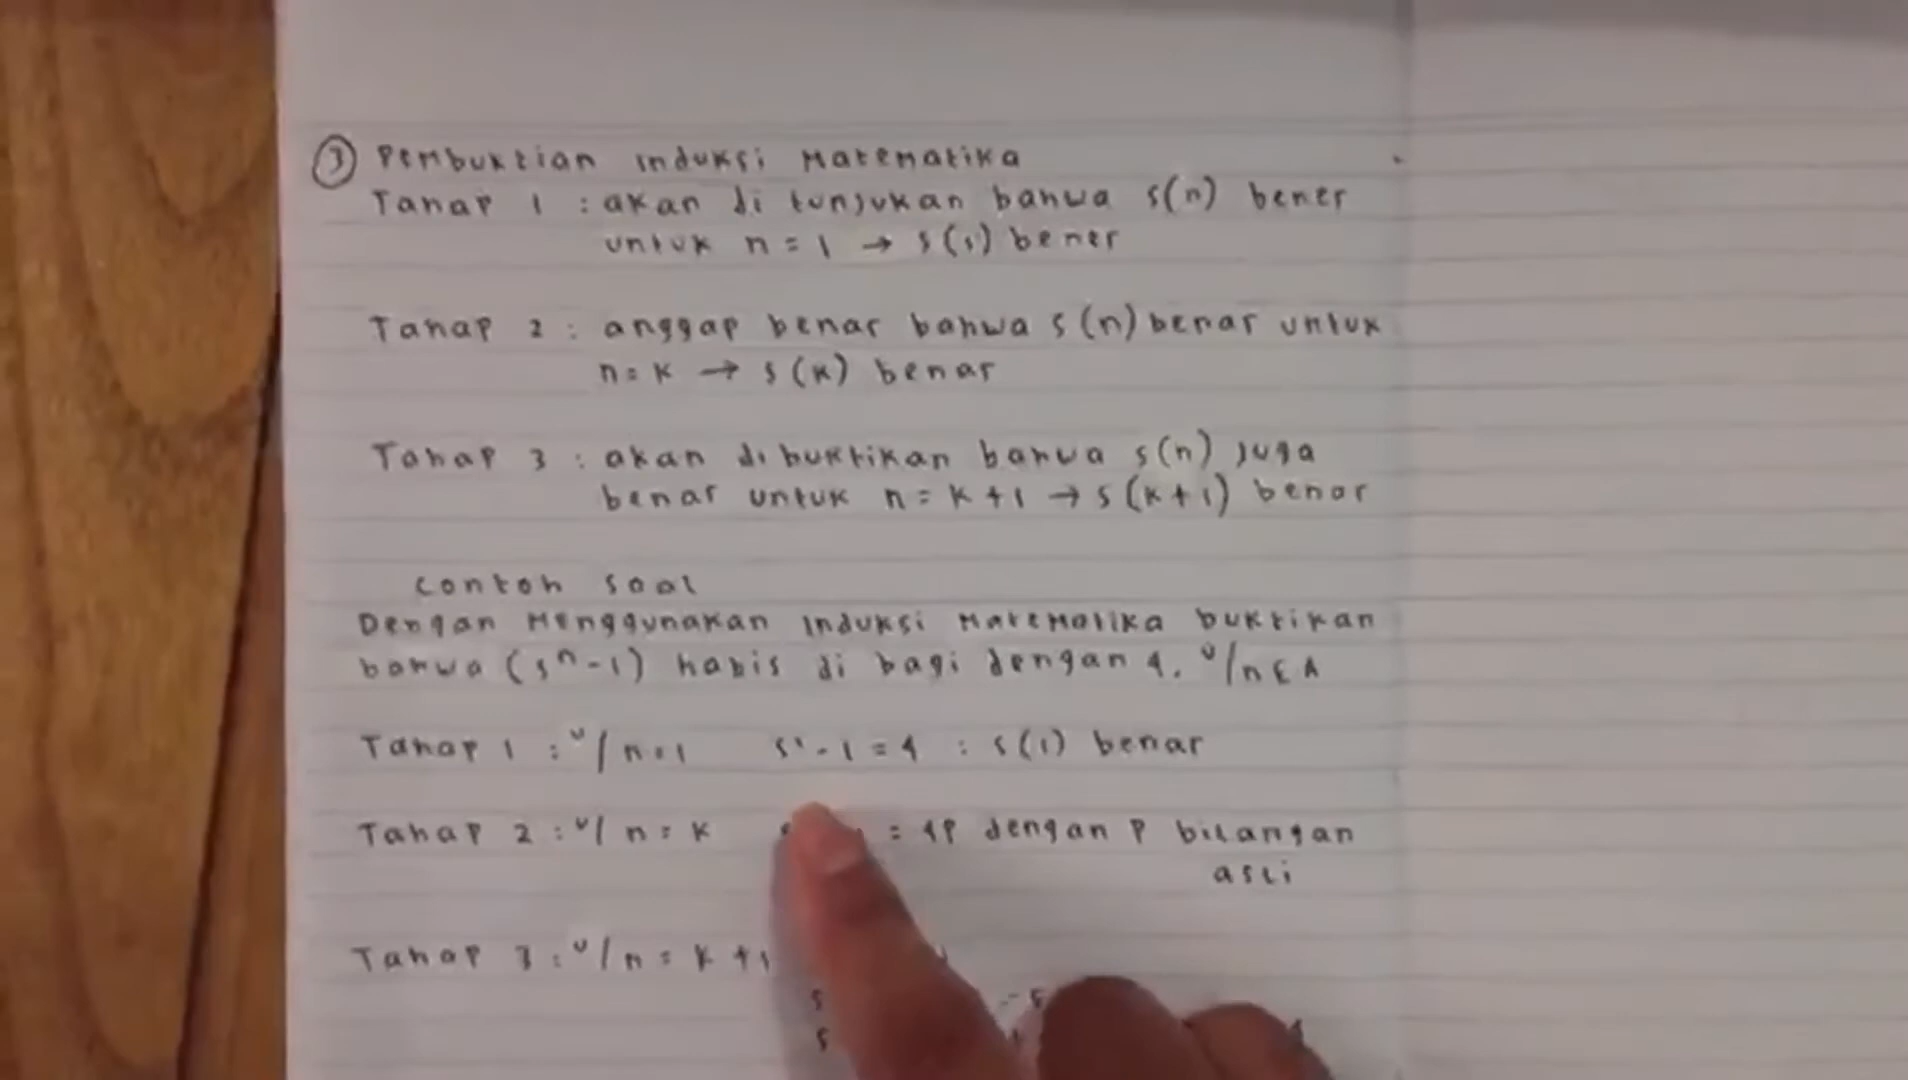 ③ Pembuktian Induksi Matematika
Tahap 1 : akan di tunjukan bahwa s(n) bener
untuk n = 1 → s(1) bener
Tahap 2 : anggap benar bahwa s(n) benar untuk
n = k → s(k) benar
Tahap 3 : akan dibuktikan bahwa s(n) juga
benar untuk n = k + 1 → s(k+1) benar
contoh soal
Dengan menggunakan induksi matematika buktikan
bahwa (5ⁿ - 1) habis di bagi dengan 4. ᵘ/n ∈ A
Tahap 1 : ᵘ/n = 1 5¹ - 1 = 4 : s(1) benar
Tahap 2 : ᵘ/n = k = 4p dengan p bilangan
asli
Tahap 3 : ᵘ/n = k + 1